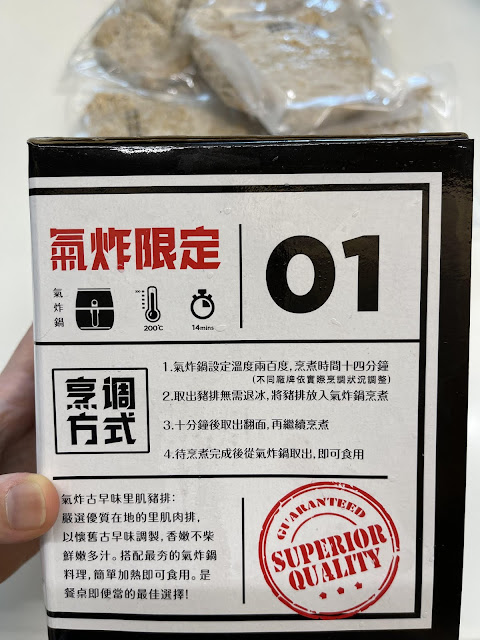 氣炸限定
01
氣炸鍋
200℃
14mins
烹調方式
1.氣炸鍋設定溫度兩百度,烹煮時間十四分鐘
(不同廠牌依實際烹調狀況調整)
2.取出豬排無需退冰,將豬排放入氣炸鍋烹煮
3.十分鐘後取出翻面,再繼續烹煮
4.待烹煮完成後從氣炸鍋取出,即可食用
氣炸古早味里肌豬排:
嚴選優質在地的里肌肉排,
以懷舊古早味調製,香嫩不柴
鮮嫩多汁。搭配最夯的氣炸鍋
料理,簡單加熱即可食用。是
餐桌即便當的最佳選擇!
GUARANTEED
SUPERIOR
QUALITY